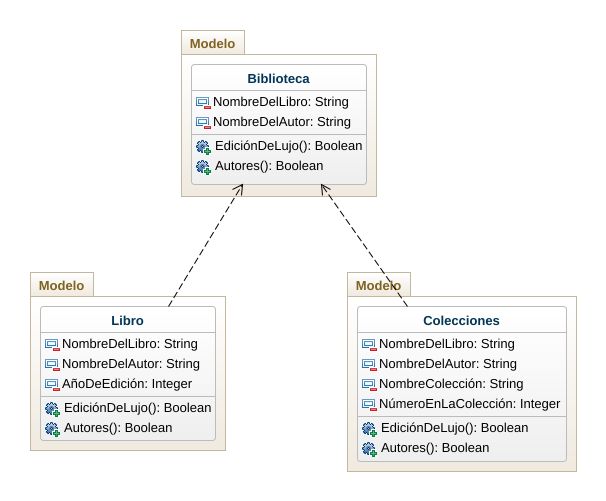 Modelo
Biblioteca
NombreDelLibro: String
NombreDelAutor: String
EdiciónDeLujo(): Boolean
Autores(): Boolean
Modelo
Libro
NombreDelLibro: String
NombreDelAutor: String
AñoDeEdición: Integer
EdiciónDeLujo(): Boolean
Autores(): Boolean
Modelo
Colecciones
NombreDelLibro: String
NombreDelAutor: String
NombreColección: String
NúmeroEnLaColección: Integer
EdiciónDeLujo(): Boolean
Autores(): Boolean